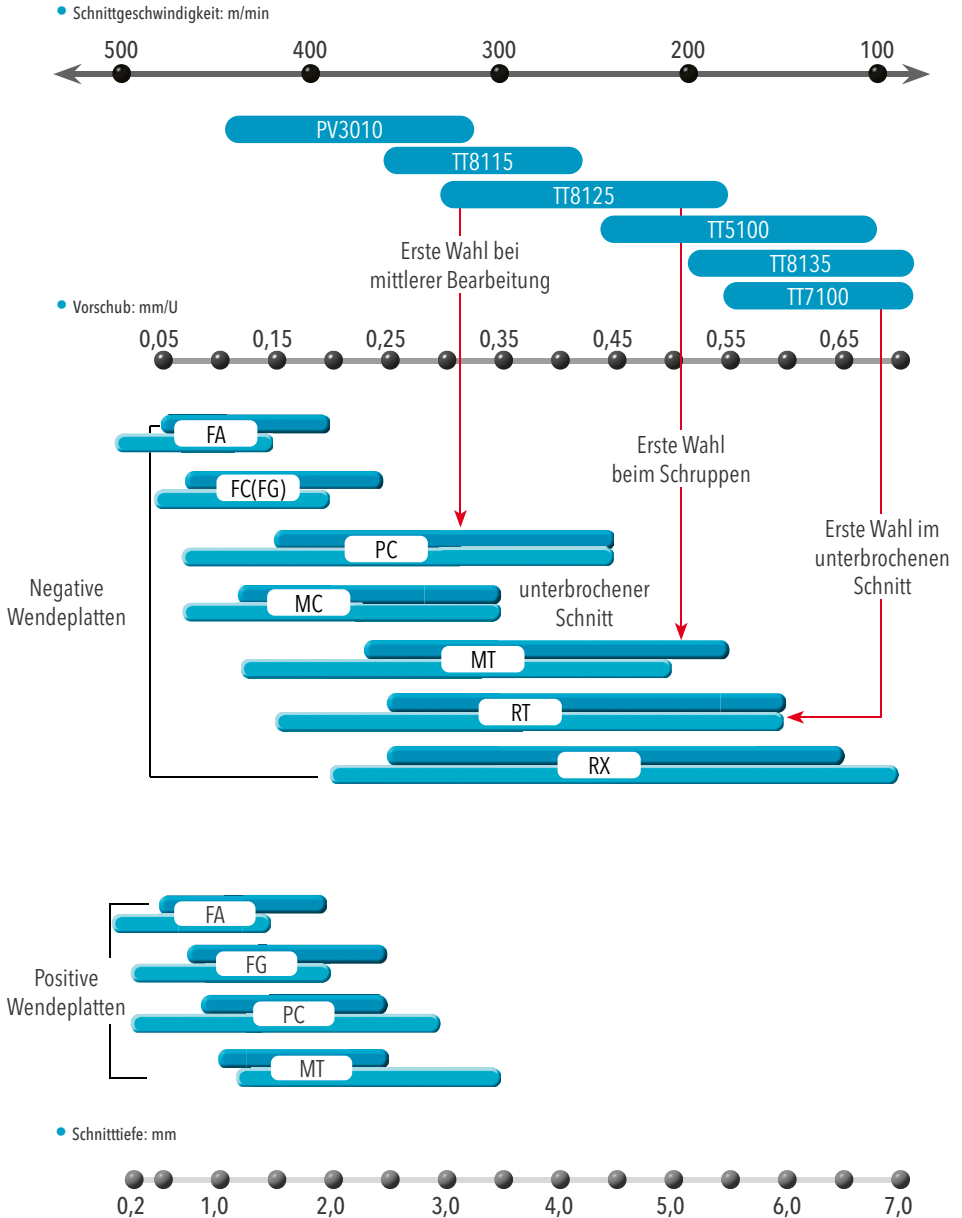 Schnittgeschwindigkeit: m/min
500 400 300 200 100
PV3010
TT8115
TT8125
TT5100
TT8135
TT7100
Erste Wahl bei
mittlerer Bearbeitung
Vorschub: mm/U
0,05 0,15 0,25 0,35 0,45 0,55 0,65
FA
FC(FG)
PC
MC
MT
RT
RX
Negative
Wendeplatten
Erste Wahl
beim Schruppen
unterbrochener
Schnitt
Erste Wahl im
unterbrochenen
Schnitt
Positive
Wendeplatten
FA
FG
PC
MT
Schnitttiefe: mm
0,2 1,0 2,0 3,0 4,0 5,0 6,0 7,0